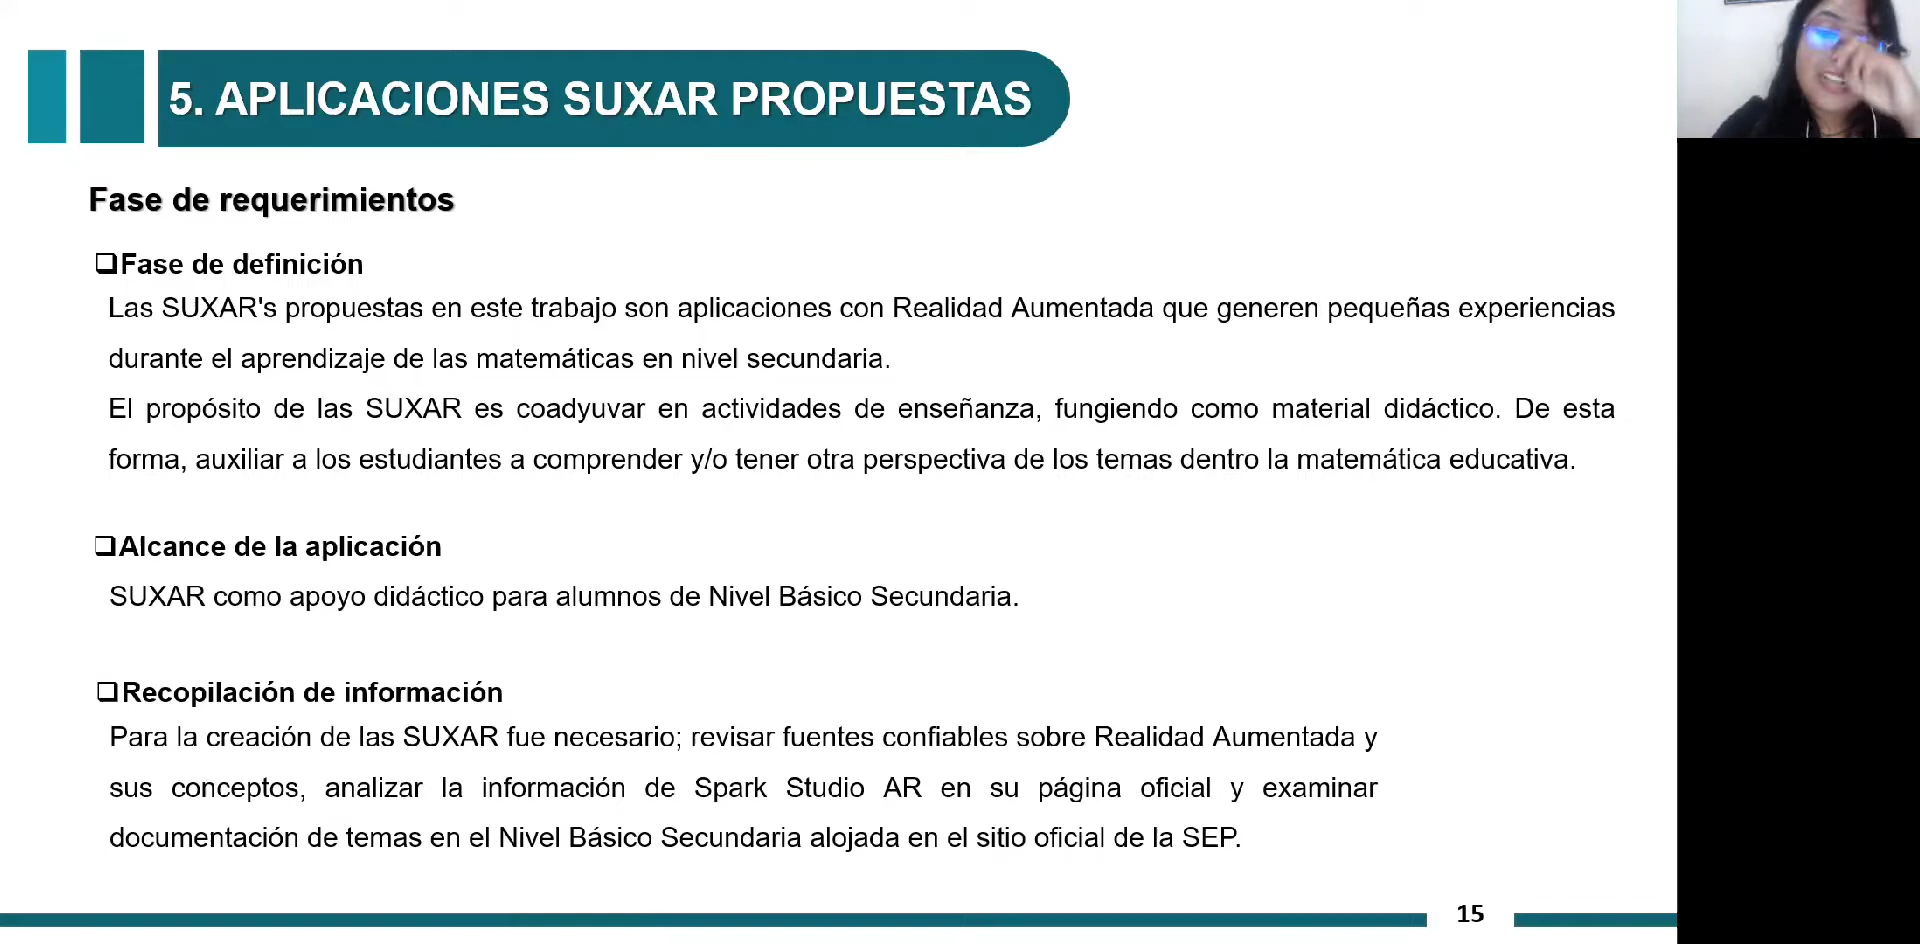 5. APLICACIONES SUXAR PROPUESTAS
Fase de requerimientos
❑Fase de definición
Las SUXAR's propuestas en este trabajo son aplicaciones con Realidad Aumentada que generen pequeñas experiencias
durante el aprendizaje de las matemáticas en nivel secundaria.
El propósito de las SUXAR es coadyuvar en actividades de enseñanza, fungiendo como material didáctico. De esta
forma, auxiliar a los estudiantes a comprender y/o tener otra perspectiva de los temas dentro la matemática educativa.
❑Alcance de la aplicación
SUXAR como apoyo didáctico para alumnos de Nivel Básico Secundaria.
❑Recopilación de información
Para la creación de las SUXAR fue necesario; revisar fuentes confiables sobre Realidad Aumentada y
sus conceptos, analizar la información de Spark Studio AR en su página oficial y examinar
documentación de temas en el Nivel Básico Secundaria alojada en el sitio oficial de la SEP.
15